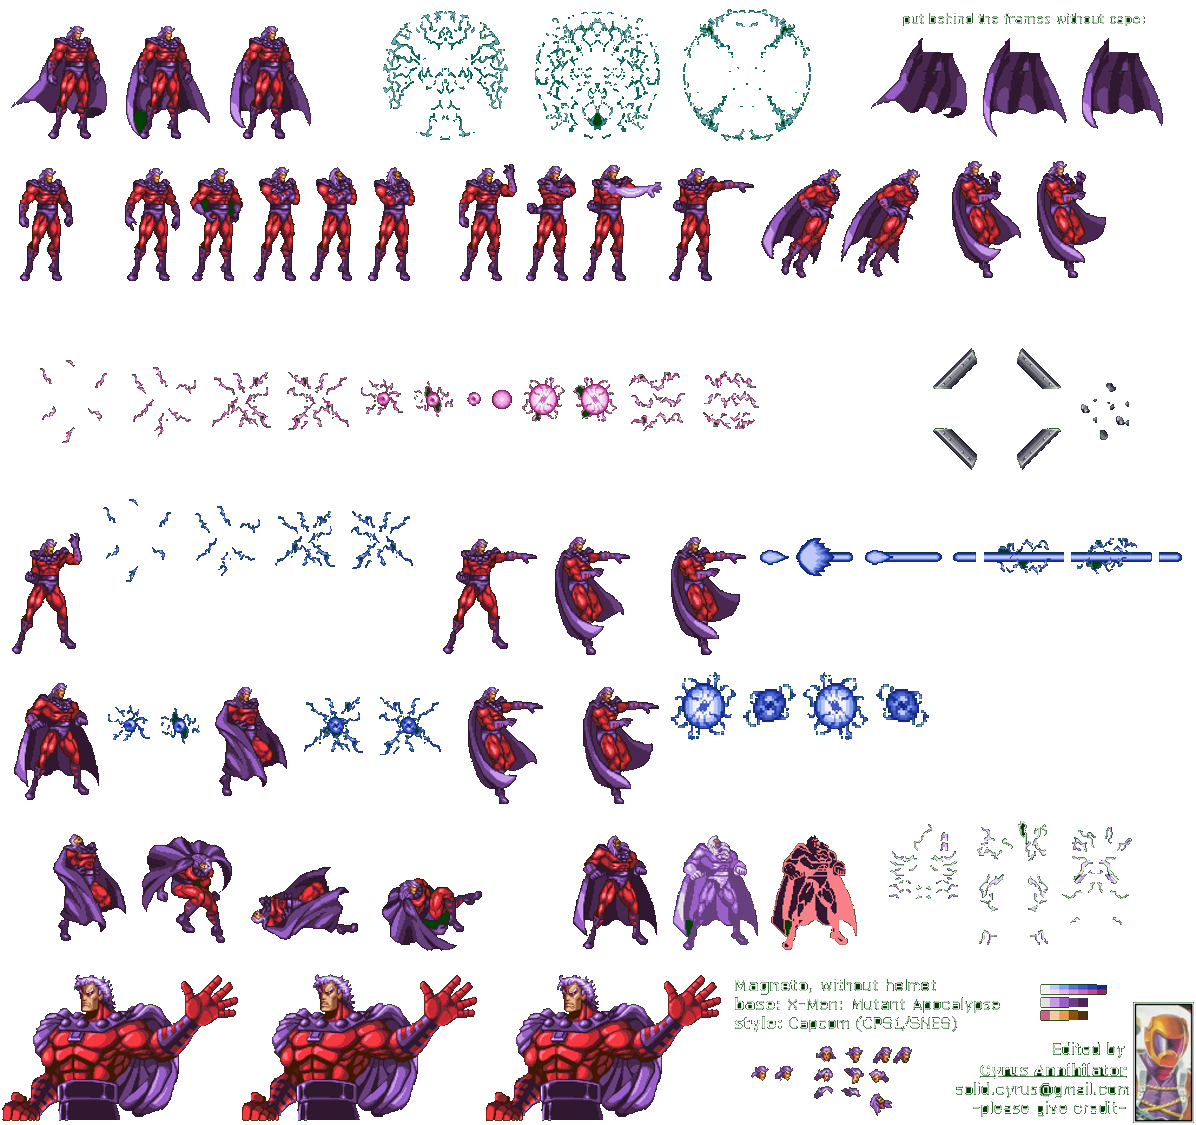 put behind the frames without cape:
Magneto, without helmet
base: X-Men: Mutant Apocalypse
style: Capcom (CPS1/SNES)
Edited by
Cyrus Annihilator
solid.cyrus@gmail.com
-please give credit-